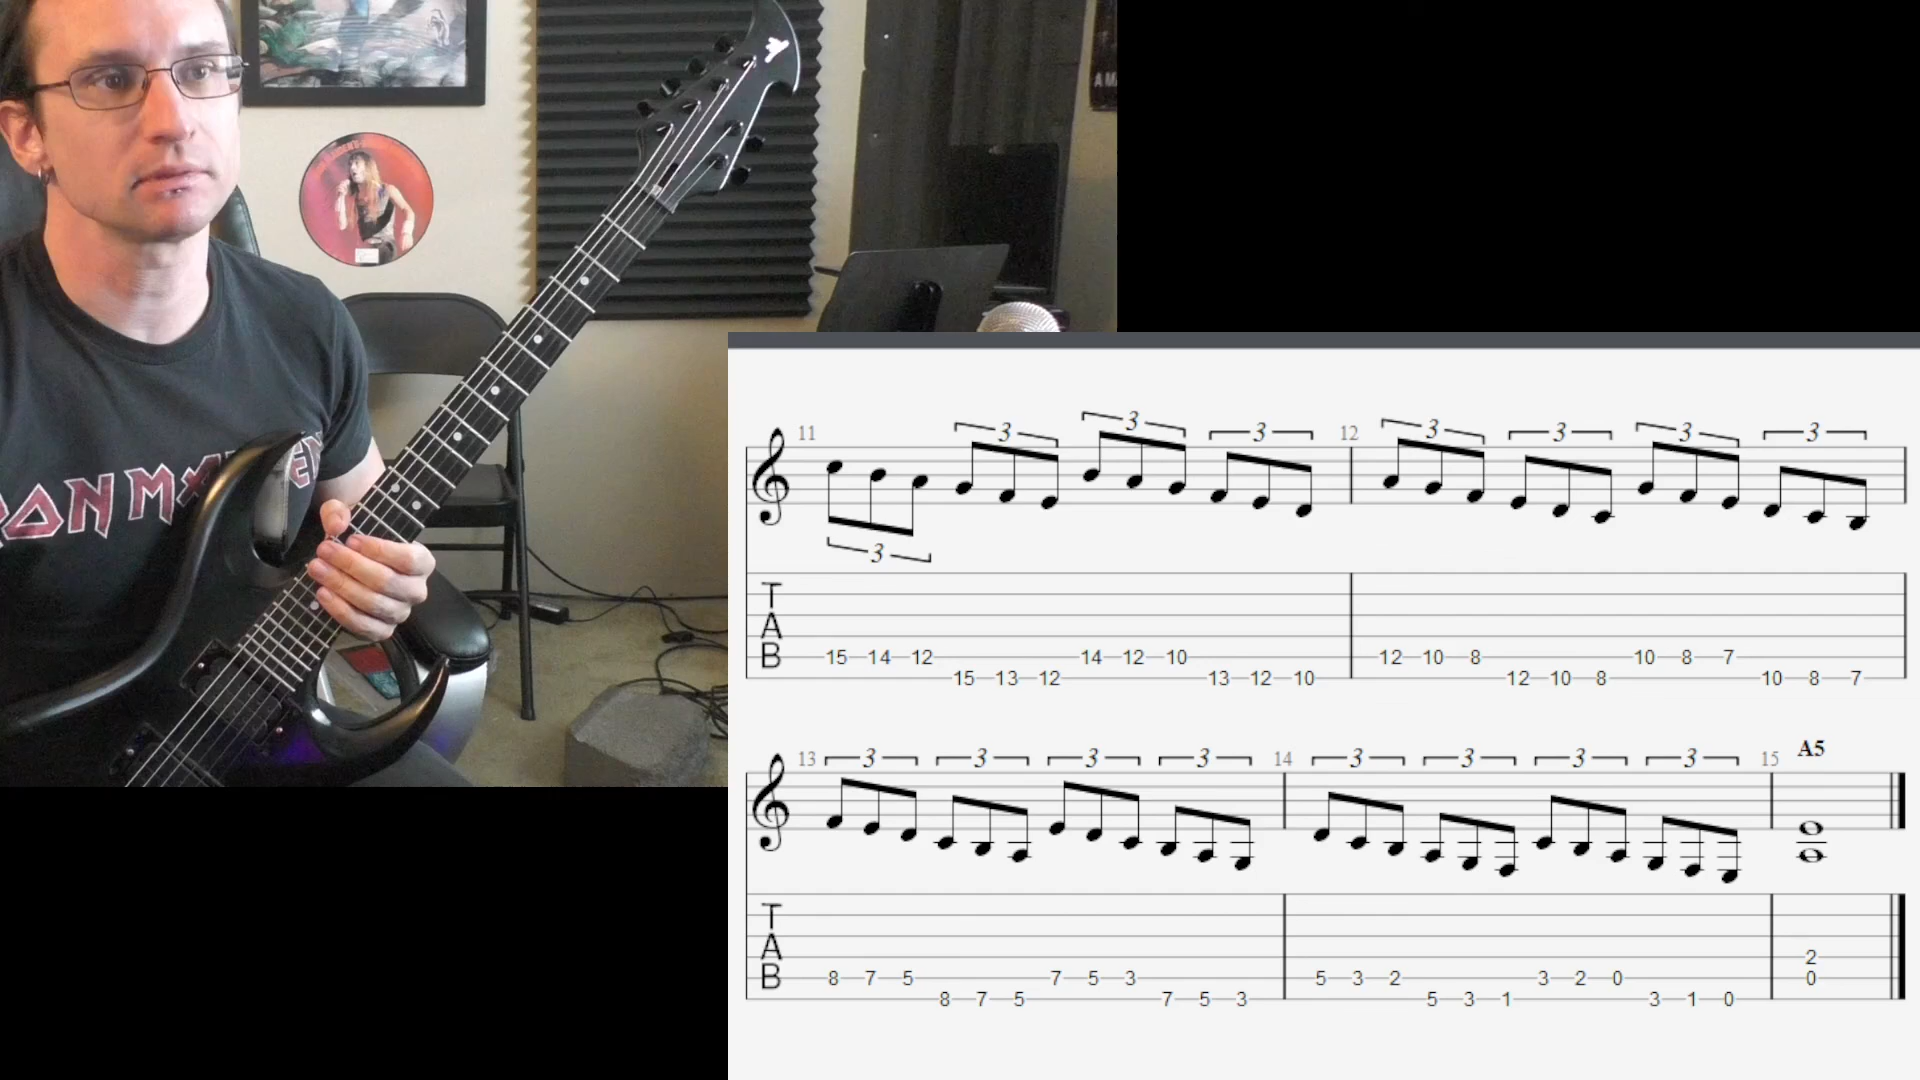 IRON MAIDEN
11 3 3 3 3 12 3 3 3 3
T
A
B
15 14 12 14 12 10 12 10 8 10 8 7
15 13 12 13 12 10 12 10 8 10 8 7
13 3 3 3 3 14 3 3 3 3 15 A5
T
A
B
2
8 7 5 7 5 3 5 3 2 3 2 0 0
8 7 5 7 5 3 5 3 1 3 1 0